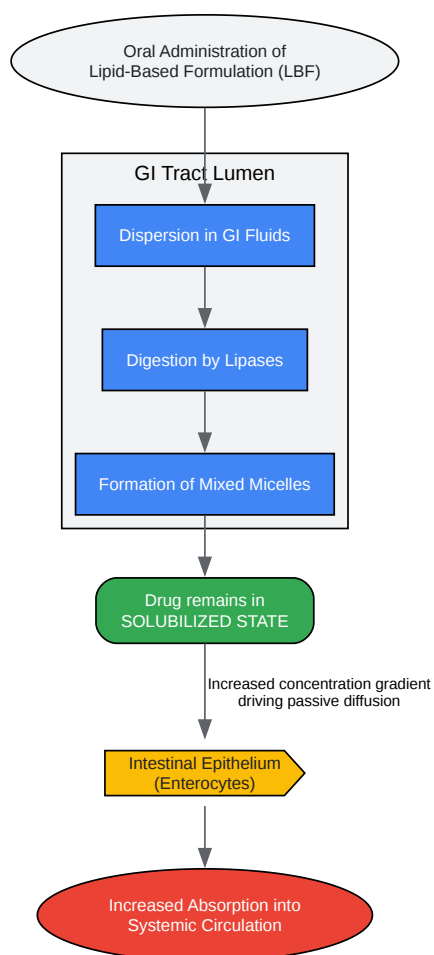 Oral Administration of
Lipid-Based Formulation (LBF)
GI Tract Lumen
Dispersion in GI Fluids
Digestion by Lipases
Formation of Mixed Micelles
Drug remains in
SOLUBILIZED STATE
Increased concentration gradient
driving passive diffusion
Intestinal Epithelium
(Enterocytes)
Increased Absorption into
Systemic Circulation